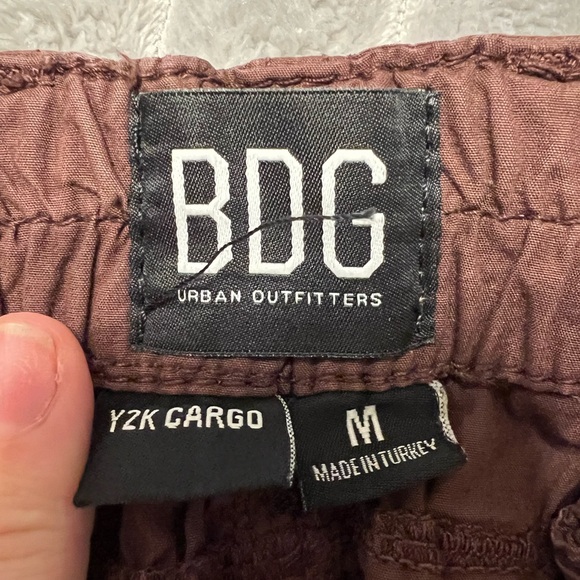 BDG
URBAN OUTFITTERS
Y2K CARGO
M
MADE IN TURKEY